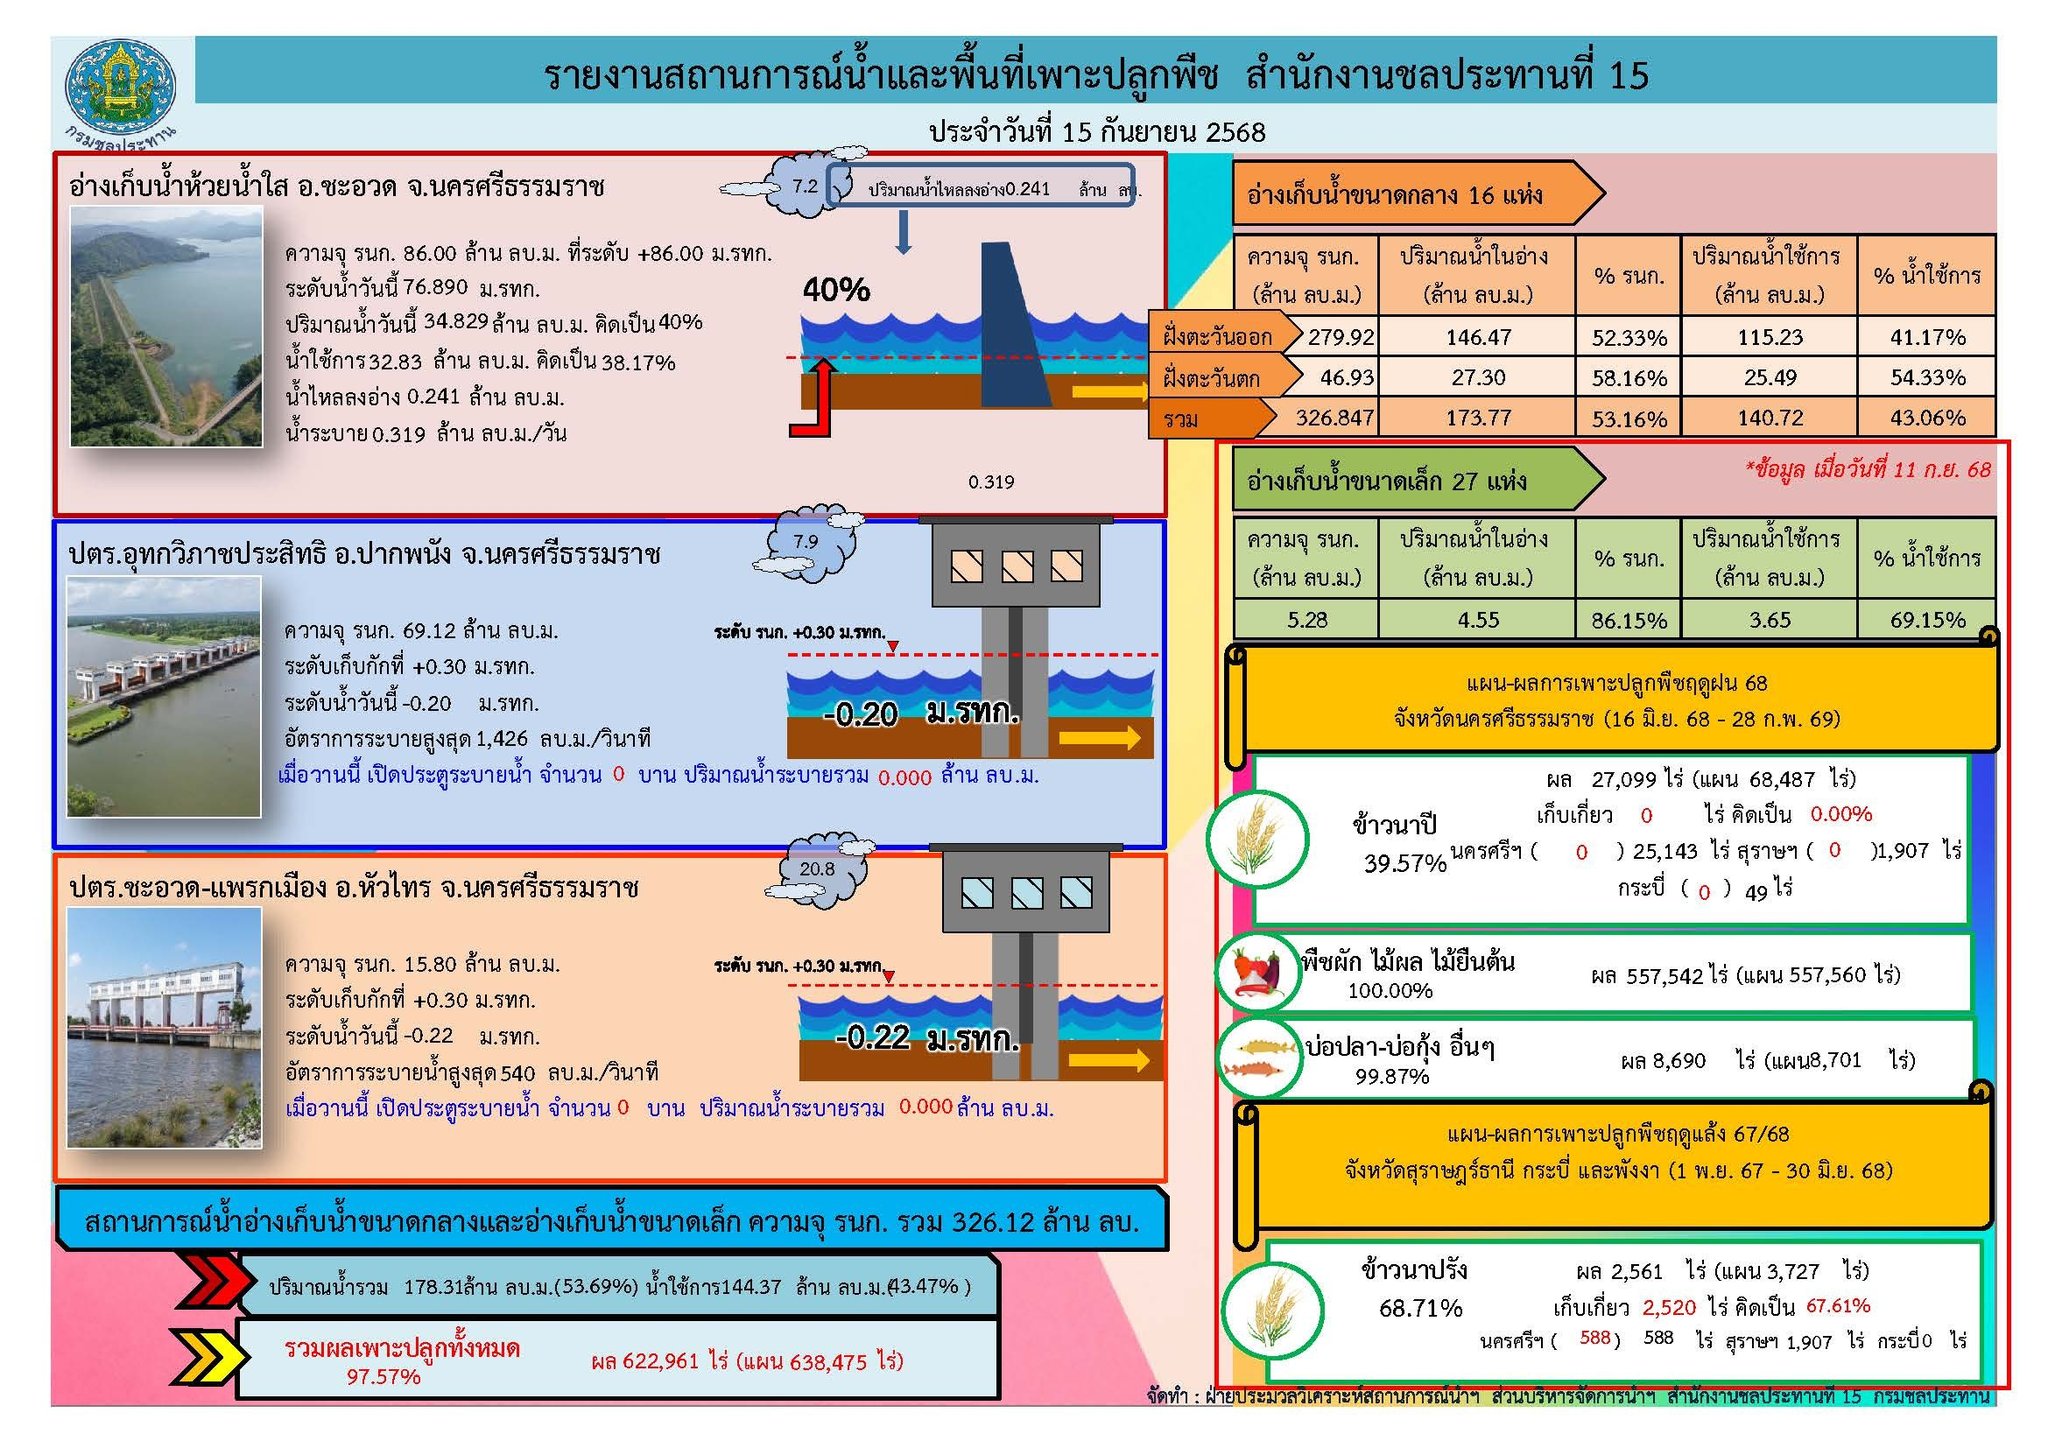 รายงานสถานการณ์น้ำและพื้นที่เพาะปลูกพืช สำนักงานชลประทานที่ 15
กรมชลประทาน
ประจำวันที่ 15 กันยายน 2568
อ่างเก็บน้ำห้วยน้ำใส อ.ชะอวด จ.นครศรีธรรมราช
7.2
ปริมาณน้ำไหลลงอ่าง0.241 ล้าน ลบ.
ความจุ รนก. 86.00 ล้าน ลบ.ม. ที่ระดับ +86.00 ม.รทก.
ระดับน้ำวันนี้ 76.890 ม.รทก.
40%
ปริมาณน้ำวันนี้ 34.829 ล้าน ลบ.ม. คิดเป็น 40%
น้ำใช้การ 32.83 ล้าน ลบ.ม. คิดเป็น 38.17%
น้ำไหลลงอ่าง 0.241 ล้าน ลบ.ม.
น้ำระบาย 0.319 ล้าน ลบ.ม./วัน
0.319
ปตร.อุทกวิภาชประสิทธิ อ.ปากพนัง จ.นครศรีธรรมราช
7.9
ความจุ รนก. 69.12 ล้าน ลบ.ม.
ระดับ รนก. +0.30 ม.รทก.
ระดับเก็บกักที่ +0.30 ม.รทก.
ระดับน้ำวันนี้ -0.20 ม.รทก.
-0.20 ม.รทก.
อัตราการระบายสูงสุด 1,426 ลบ.ม./วินาที
เมื่อวานนี้ เปิดประตูระบายน้ำ จำนวน 0 บาน ปริมาณน้ำระบายรวม 0.000 ล้าน ลบ.ม.
ปตร.ชะอวด-แพรกเมือง อ.หัวไทร จ.นครศรีธรรมราช
20.8
ความจุ รนก. 15.80 ล้าน ลบ.ม.
ระดับ รนก. +0.30 ม.รทก.
ระดับเก็บกักที่ +0.30 ม.รทก.
ระดับน้ำวันนี้ -0.22 ม.รทก.
-0.22 ม.รทก.
อัตราการระบายน้ำสูงสุด 540 ลบ.ม./วินาที
เมื่อวานนี้ เปิดประตูระบายน้ำ จำนวน 0 บาน ปริมาณน้ำระบายรวม 0.000 ล้าน ลบ.ม.
สถานการณ์น้ำอ่างเก็บน้ำขนาดกลางและอ่างเก็บน้ำขนาดเล็ก ความจุ รนก. รวม 326.12 ล้าน ลบ.
ปริมาณน้ำรวม 178.31ล้าน ลบ.ม.(53.69%) น้ำใช้การ144.37 ล้าน ลบ.ม.(43.47% )
รวมผลเพาะปลูกทั้งหมด
97.57%
ผล 622,961 ไร่ (แผน 638,475 ไร่)
อ่างเก็บน้ำขนาดกลาง 16 แห่ง
ความจุ รนก. (ล้าน ลบ.ม.) ปริมาณน้ำในอ่าง (ล้าน ลบ.ม.) % รนก. ปริมาณน้ำใช้การ (ล้าน ลบ.ม.) % น้ำใช้การ
ฝั่งตะวันออก 279.92 146.47 52.33% 115.23 41.17%
ฝั่งตะวันตก 46.93 27.30 58.16% 25.49 54.33%
รวม 326.847 173.77 53.16% 140.72 43.06%
อ่างเก็บน้ำขนาดเล็ก 27 แห่ง
*ข้อมูล เมื่อวันที่ 11 ก.ย. 68
ความจุ รนก. (ล้าน ลบ.ม.) ปริมาณน้ำในอ่าง (ล้าน ลบ.ม.) % รนก. ปริมาณน้ำใช้การ (ล้าน ลบ.ม.) % น้ำใช้การ
5.28 4.55 86.15% 3.65 69.15%
แผน-ผลการเพาะปลูกพืชฤดูฝน 68
จังหวัดนครศรีธรรมราช (16 มิ.ย. 68 - 28 ก.พ. 69)
ข้าวนาปี
39.57%
ผล 27,099 ไร่ (แผน 68,487 ไร่)
เก็บเกี่ยว 0 ไร่ คิดเป็น 0.00%
นครศรีฯ ( 0 ) 25,143 ไร่ สุราษฯ ( 0 )1,907 ไร่
กระบี่ ( 0 ) 49 ไร่
พืชผัก ไม้ผล ไม้ยืนต้น
100.00%
ผล 557,542 ไร่ (แผน 557,560 ไร่)
บ่อปลา-บ่อกุ้ง อื่นๆ
99.87%
ผล 8,690 ไร่ (แผน8,701 ไร่)
แผน-ผลการเพาะปลูกพืชฤดูแล้ง 67/68
จังหวัดสุราษฎร์ธานี กระบี่ และพังงา (1 พ.ย. 67 - 30 มิ.ย. 68)
ข้าวนาปรัง
68.71%
ผล 2,561 ไร่ (แผน 3,727 ไร่)
เก็บเกี่ยว 2,520 ไร่ คิดเป็น 67.61%
นครศรีฯ ( 588 ) 588 ไร่ สุราษฯ 1,907 ไร่ กระบี่ 0 ไร่
จัดทำ : ฝ่ายประมวลวิเคราะห์สถานการณ์น้ำฯ ส่วนบริหารจัดการน้ำฯ สำนักงานชลประทานที่ 15 กรมชลประทาน